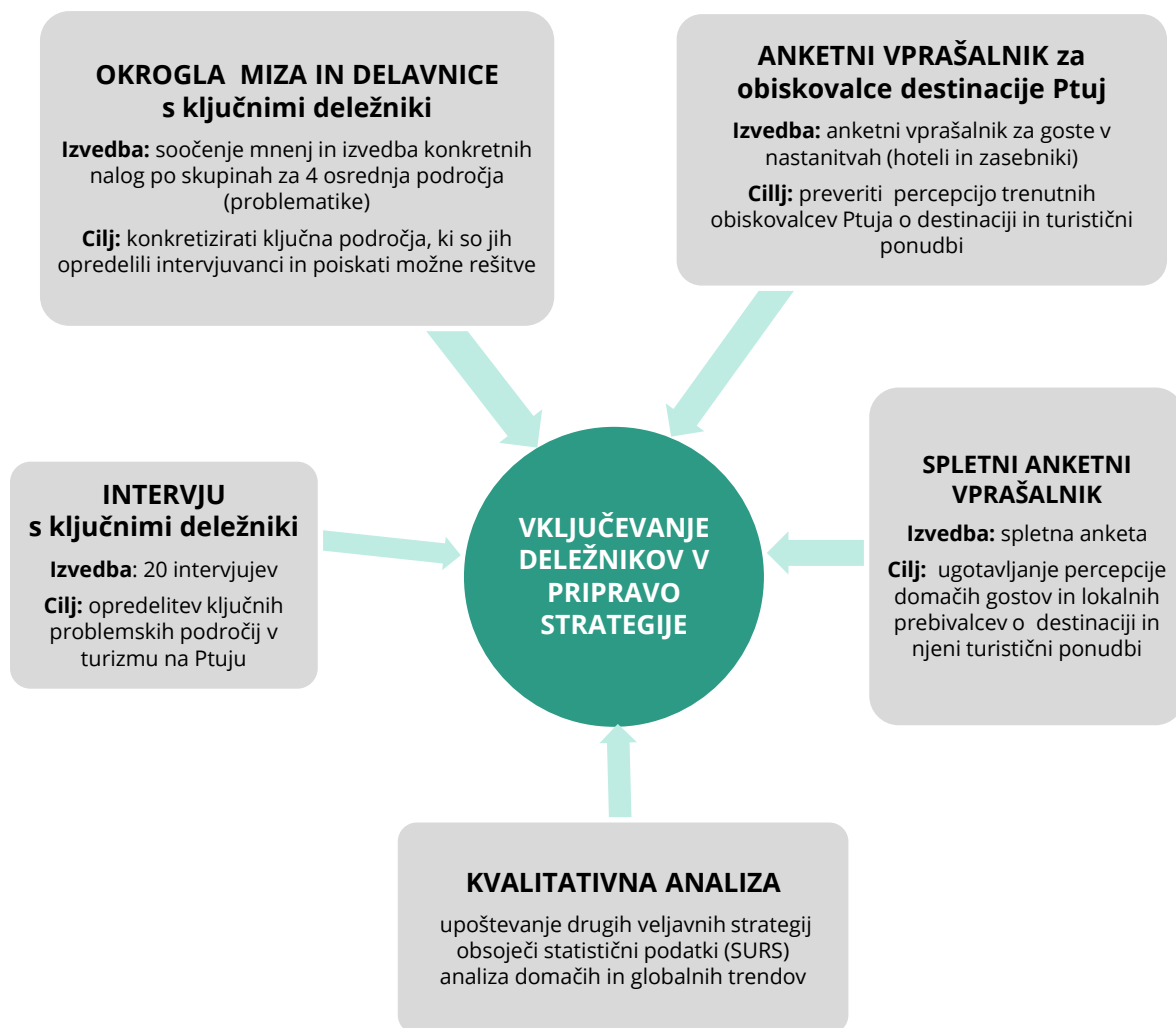 OKROGLA MIZA IN DELAVNICE
s ključnimi deležniki
Izvedba: soočenje mnenj in izvedba konkretnih
nalog po skupinah za 4 osrednja področja
(problematike)
Cilj: konkretizirati ključna področja, ki so jih
opredelili intervjuvanci in poiskati možne rešitve
ANKETNI VPRAŠALNIK za
obiskovalce destinacije Ptuj
Izvedba: anketni vprašalnik za goste v
nastanitvah (hoteli in zasebniki)
Cillj: preveriti percepcijo trenutnih
obiskovalcev Ptuja o destinaciji in turistični
ponudbi
INTERVJU
s ključnimi deležniki
Izvedba: 20 intervjujev
Cilj: opredelitev ključnih
problemskih področij v
turizmu na Ptuju
VKLJUČEVANJE
DELEŽNIKOV V
PRIPRAVO
STRATEGIJE
SPLETNI ANKETNI
VPRAŠALNIK
Izvedba: spletna anketa
Cilj: ugotavljanje percepcije
domačih gostov in lokalnih
prebivalcev o destinaciji in
njeni turistični ponudbi
KVALITATIVNA ANALIZA
upoštevanje drugih veljavnih strategij
obsoječi statistični podatki (SURS)
analiza domačih in globalnih trendov